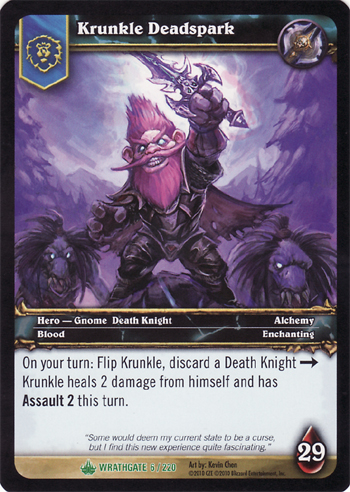 Krunkle Deadspark
Hero — Gnome Death Knight Alchemy
Blood Enchanting
On your turn: Flip Krunkle, discard a Death Knight →
Krunkle heals 2 damage from himself and has
Assault 2 this turn.
29
"Some would deem my current state to be a curse,
but I find this new experience quite fascinating."
WRATHGATE 6 / 220 Art by: Kevin Chen
©2010 CZE ©2010 Blizzard Entertainment, Inc.